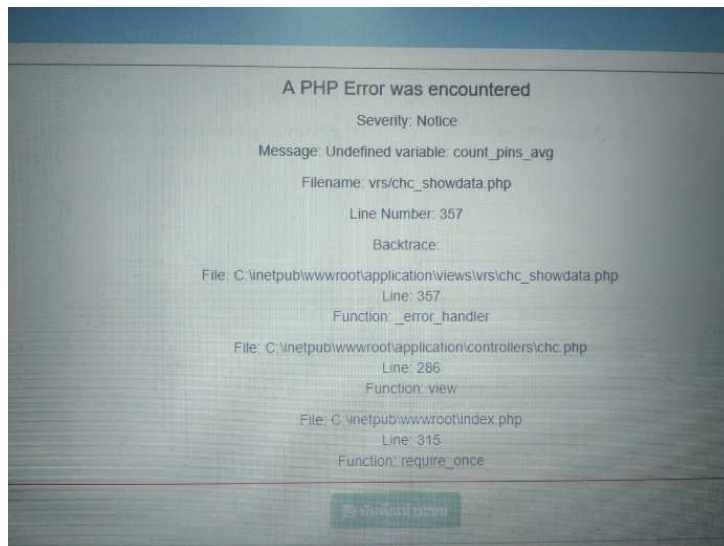 A PHP Error was encountered
Severity: Notice
Message: Undefined variable: count_pins_avg
Filename: vrs/chc_showdata.php
Line Number: 357
Backtrace:
File: C:\inetpub\wwwroot\application\views\vrs\chc_showdata.php
Line: 357
Function: _error_handler
File: C:\inetpub\wwwroot\application\controllers\chc.php
Line: 286
Function: view
File: C:\inetpub\wwwroot\index.php
Line: 315
Function: require_once